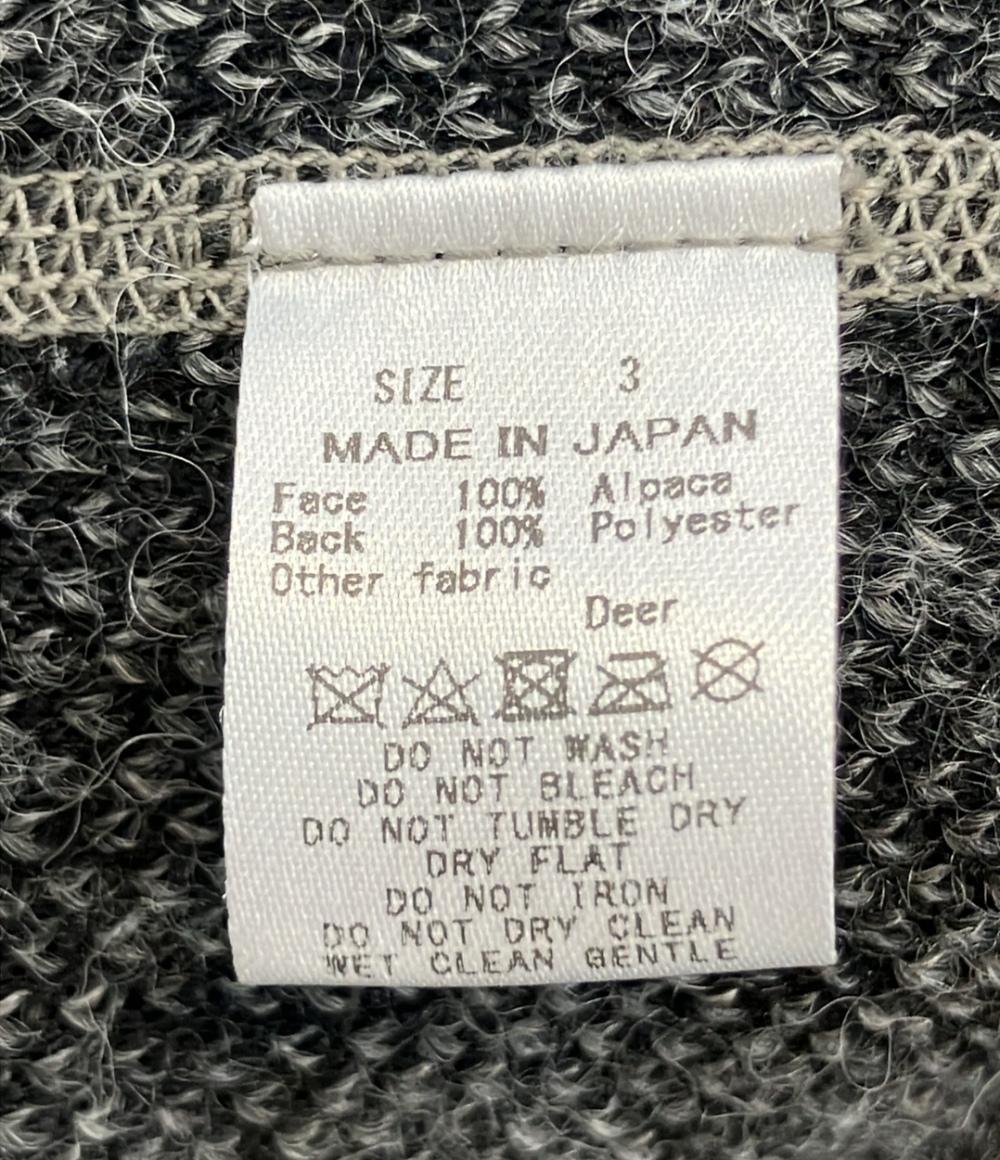 SIZE 3
MADE IN JAPAN
Face 100% Alpaca
Back 100% Polyester
Other fabric
Deer
DO NOT WASH
DO NOT BLEACH
DO NOT TUMBLE DRY
DRY FLAT
DO NOT IRON
DO NOT DRY CLEAN
WET CLEAN GENTLE